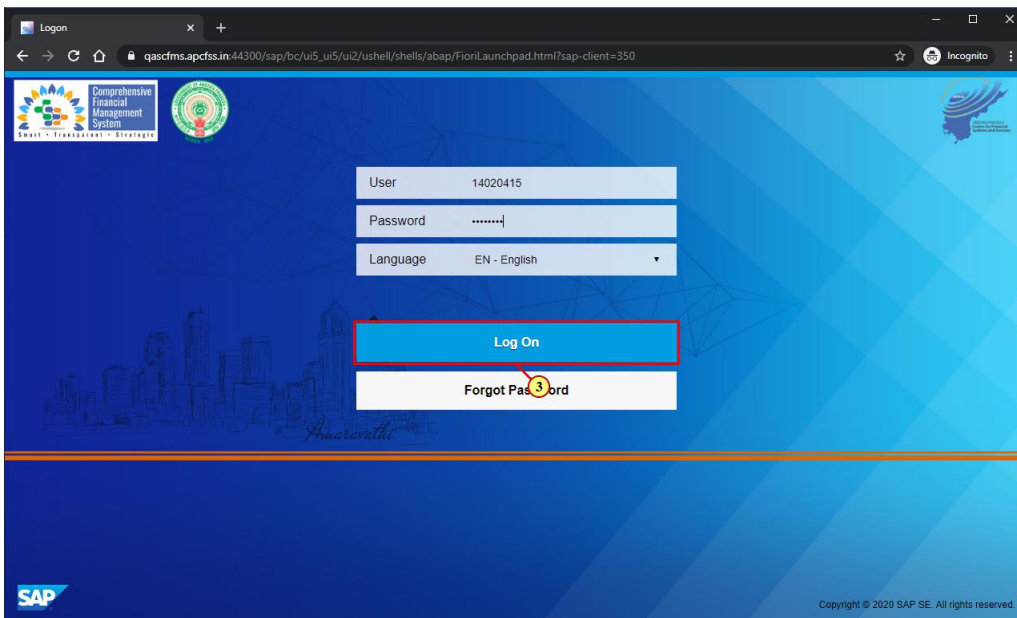 Logon
qascfms.apcfss.in:44300/sap/bc/ui5_ui5/ui2/ushell/shells/abap/FioriLaunchpad.html?sap-client=350
Incognito
Comprehensive
Financial
Management
System
Smart - Transparent - Strategic
User 14020415
Password ••••••••
Language EN - English
Log On
3
Forgot Password
Amaravathi
SAP
Copyright © 2020 SAP SE. All rights reserved.